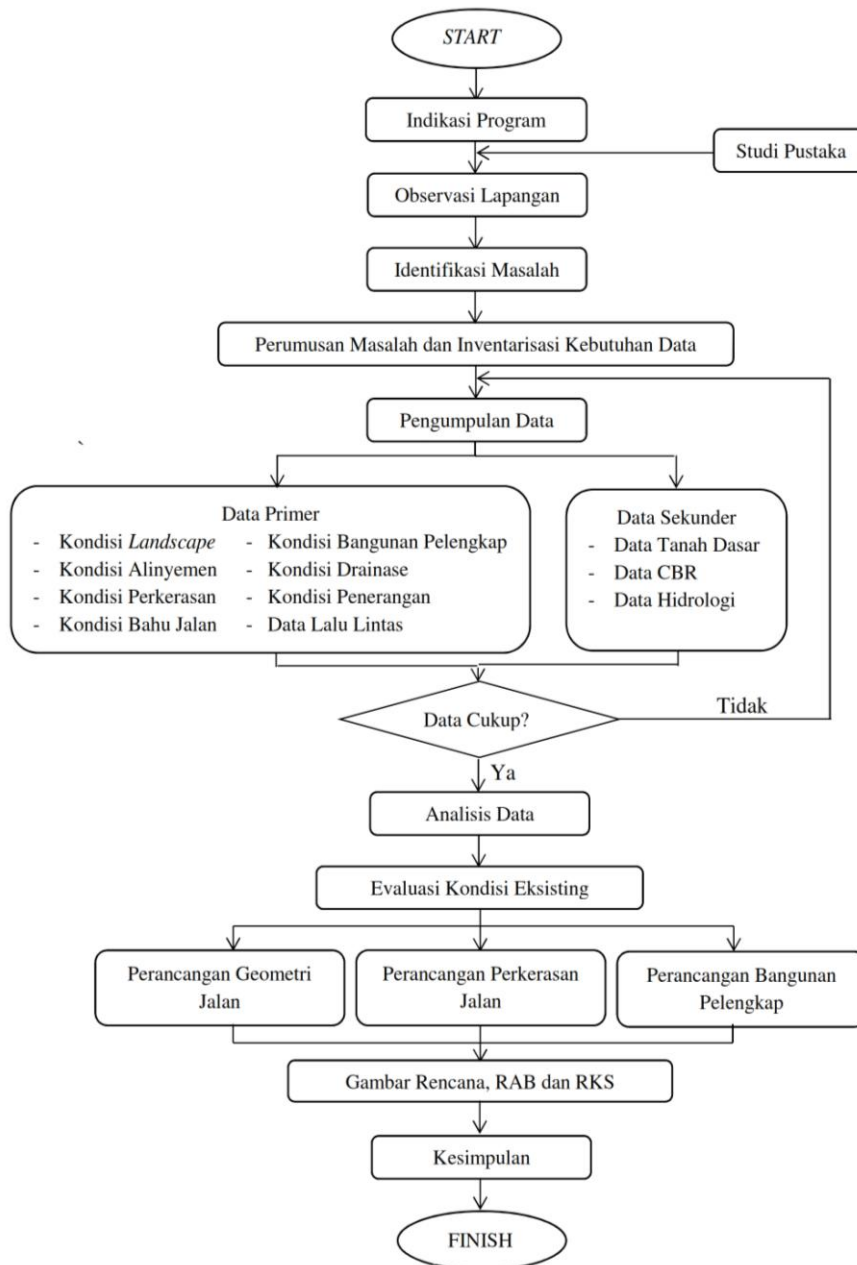 START
Indikasi Program
Studi Pustaka
Observasi Lapangan
Identifikasi Masalah
Perumusan Masalah dan Inventarisasi Kebutuhan Data
Pengumpulan Data
`
Data Primer
- Kondisi Landscape
- Kondisi Alinyemen
- Kondisi Perkerasan
- Kondisi Bahu Jalan
- Kondisi Bangunan Pelengkap
- Kondisi Drainase
- Kondisi Penerangan
- Data Lalu Lintas
Data Sekunder
- Data Tanah Dasar
- Data CBR
- Data Hidrologi
Data Cukup?
Tidak
Ya
Analisis Data
Evaluasi Kondisi Eksisting
Perancangan Geometri
Jalan
Perancangan Perkerasan
Jalan
Perancangan Bangunan
Pelengkap
Gambar Rencana, RAB dan RKS
Kesimpulan
FINISH